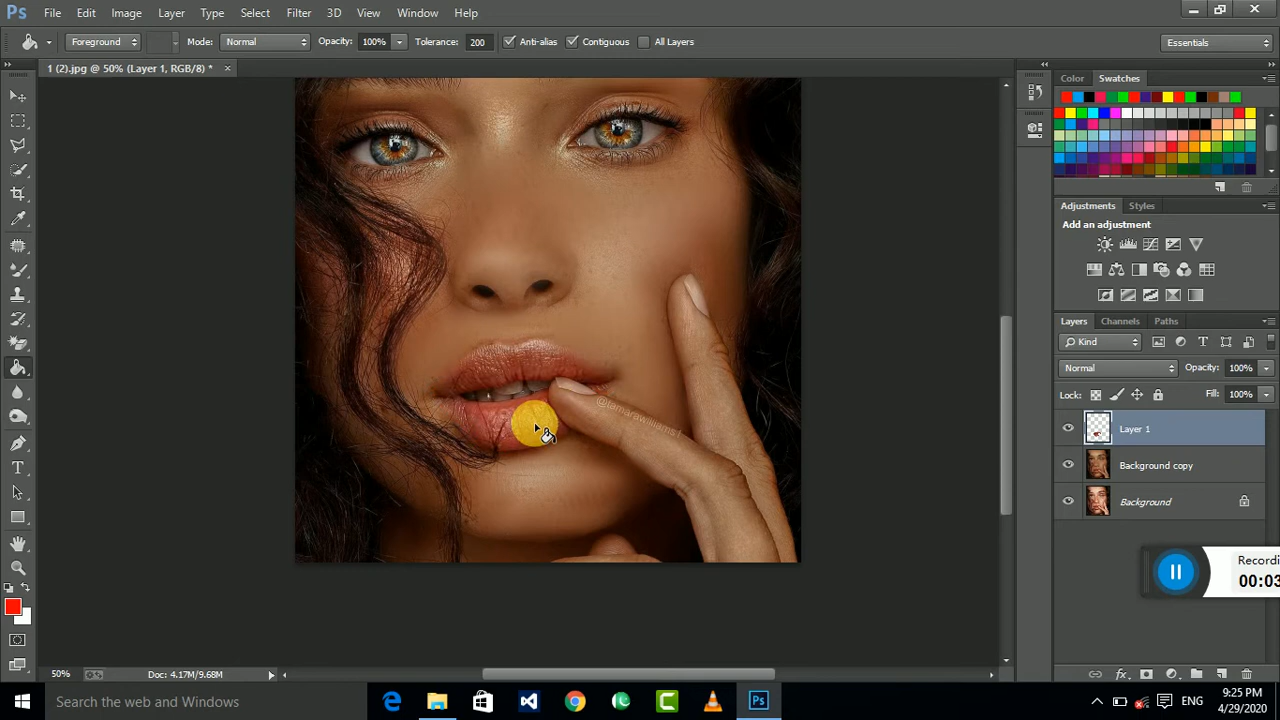 Ps File Edit Image Layer Type Select Filter 3D View Window Help
Foreground Mode: Normal Opacity: 100% Tolerance: 200 Anti-alias Contiguous All Layers Essentials
1 (2).jpg @ 50% (Layer 1, RGB/8) *
Color Swatches
Adjustments Styles
Add an adjustment
Layers Channels Paths
Kind
Normal Opacity: 100%
Lock: Fill: 100%
Layer 1
Background copy
Background
Recordi
00:03
50% Doc: 4.17M/9.68M
Search the web and Windows
Ps
ENG
9:25 PM
4/29/2020